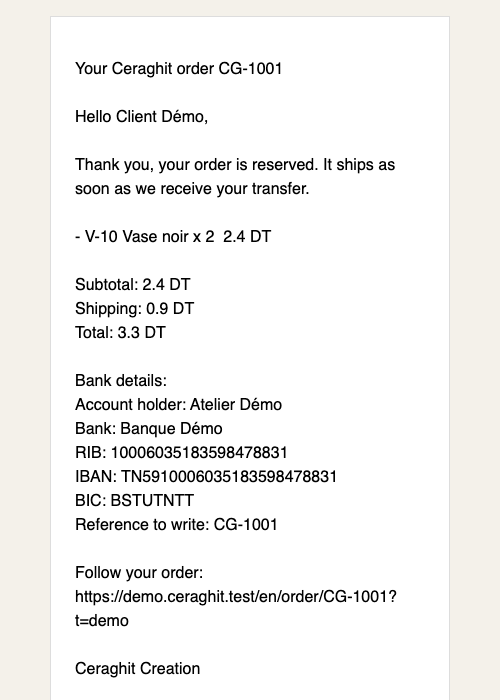 Your Ceraghit order CG-1001
Hello Client Démo,
Thank you, your order is reserved. It ships as
soon as we receive your transfer.
- V-10 Vase noir x 2  2.4 DT
Subtotal: 2.4 DT
Shipping: 0.9 DT
Total: 3.3 DT
Bank details:
Account holder: Atelier Démo
Bank: Banque Démo
RIB: 10006035183598478831
IBAN: TN5910006035183598478831
BIC: BSTUTNTT
Reference to write: CG-1001
Follow your order:
https://demo.ceraghit.test/en/order/CG-1001?
t=demo
Ceraghit Creation